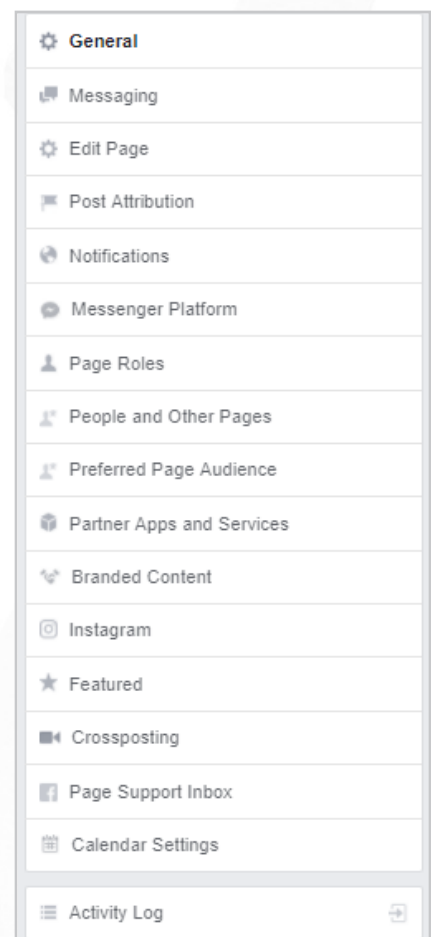 General
Messaging
Edit Page
Post Attribution
Notifications
Messenger Platform
Page Roles
People and Other Pages
Preferred Page Audience
Partner Apps and Services
Branded Content
Instagram
Featured
Crossposting
Page Support Inbox
Calendar Settings
Activity Log